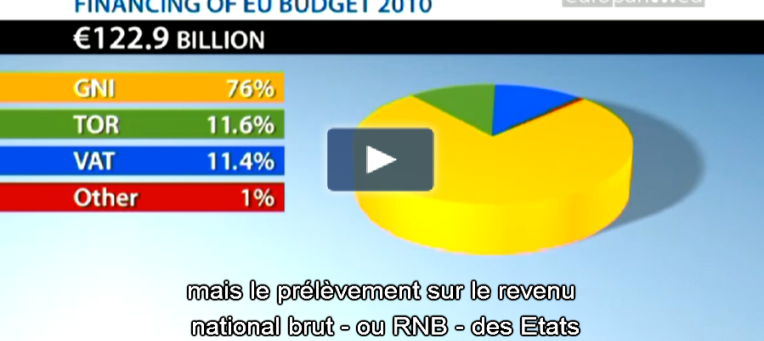 FINANCING OF EU BUDGET 2010
€122.9 BILLION
GNI 76%
TOR 11.6%
VAT 11.4%
Other 1%
mais le prélèvement sur le revenu
national brut - ou RNB - des Etats